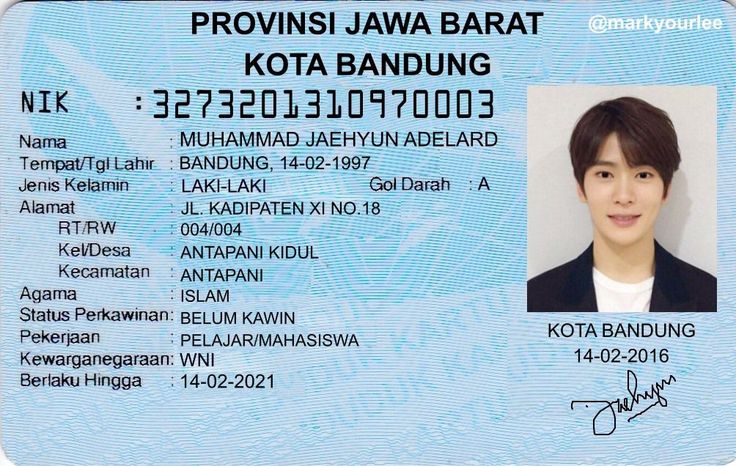 PROVINSI JAWA BARAT
@markyourlee
KOTA BANDUNG
NIK : 3273201310970003
Nama : MUHAMMAD JAEHYUN ADELARD
Tempat/Tgl Lahir : BANDUNG, 14-02-1997
Jenis Kelamin : LAKI-LAKI Gol Darah : A
Alamat : JL. KADIPATEN XI NO.18
RT/RW : 004/004
Kel/Desa : ANTAPANI KIDUL
Kecamatan : ANTAPANI
Agama : ISLAM
Status Perkawinan: BELUM KAWIN
Pekerjaan : PELAJAR/MAHASISWA
Kewarganegaraan: WNI
Berlaku Hingga : 14-02-2021
KOTA BANDUNG
14-02-2016
Jaehyun